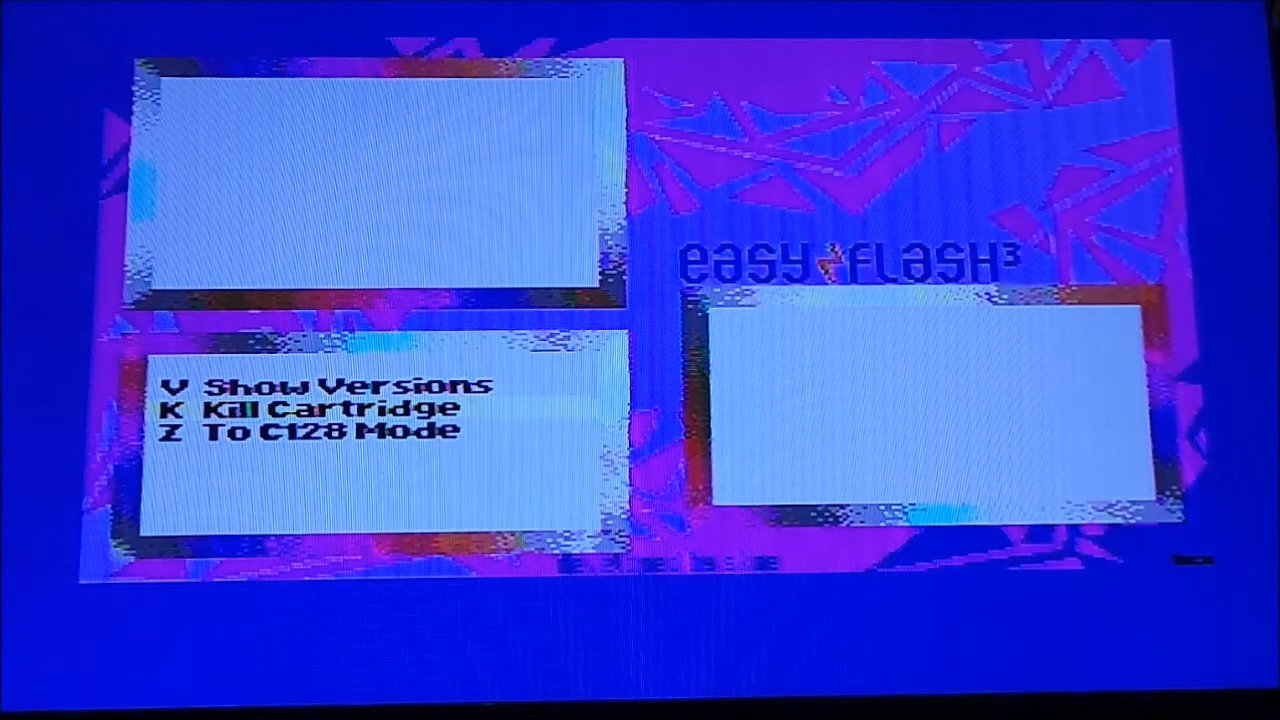 easy flash³
V Show Versions
K Kill Cartridge
Z To C128 Mode